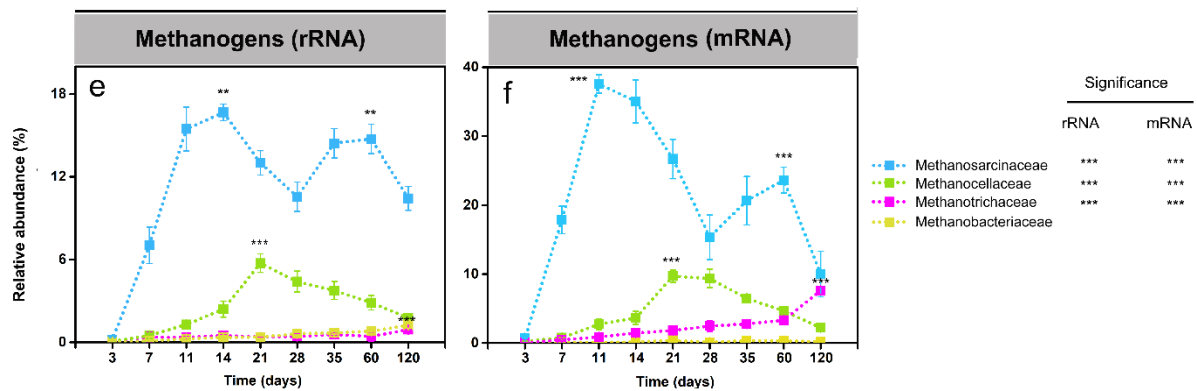 Methanogens (rRNA)
e
Relative abundance (%)
18
12
6
0
**
**
***
***
3 7 11 14 21 28 35 60 120
Time (days)
Methanogens (mRNA)
f
40
30
20
10
0
***
***
***
***
3 7 11 14 21 28 35 60 120
Time (days)
Significance
rRNA mRNA
Methanosarcinaceae *** ***
Methanocellaceae *** ***
Methanotrichaceae *** ***
Methanobacteriaceae